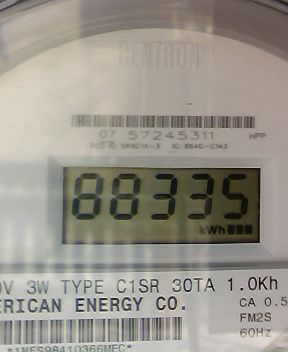 CENTRON
07 57245311 HPP
88335
kWh
0V 3W TYPE C1SR 30TA 1.0Kh
ERICAN ENERGY CO.
CA 0.5
FM2S
60Hz